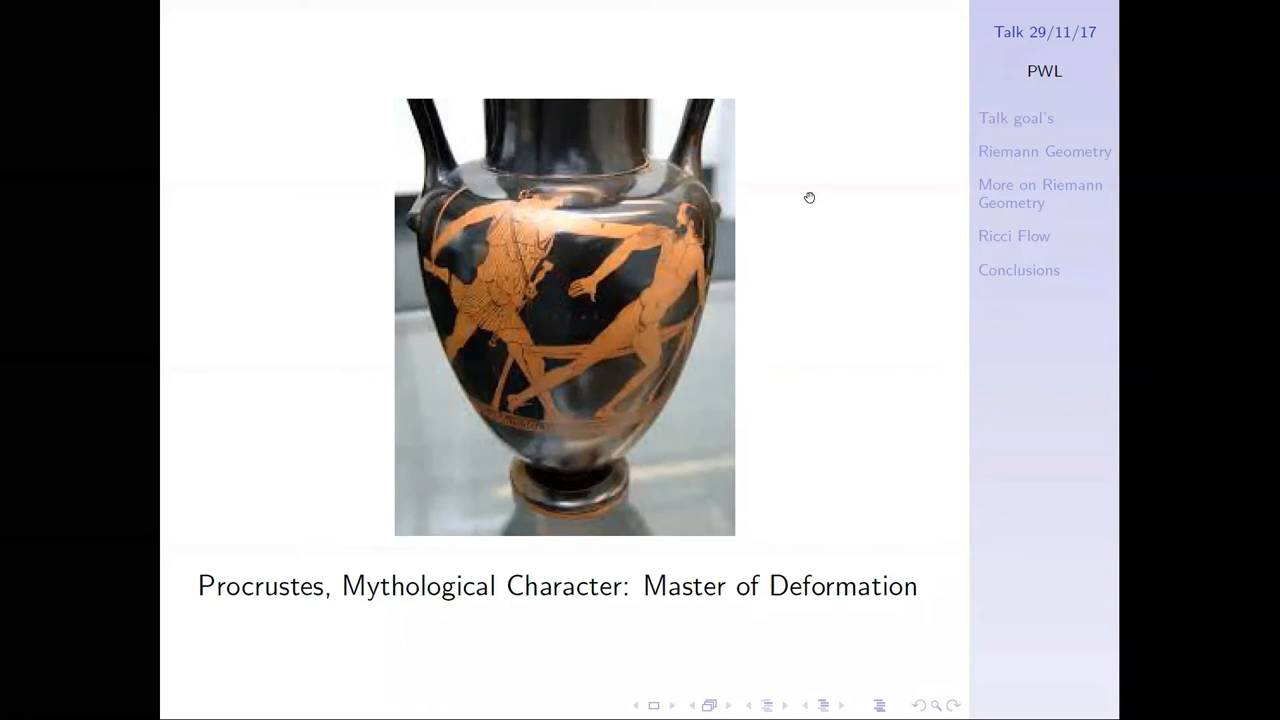 Talk 29/11/17
PWL
Talk goal's
Riemann Geometry
More on Riemann
Geometry
Ricci Flow
Conclusions
Procrustes, Mythological Character: Master of Deformation